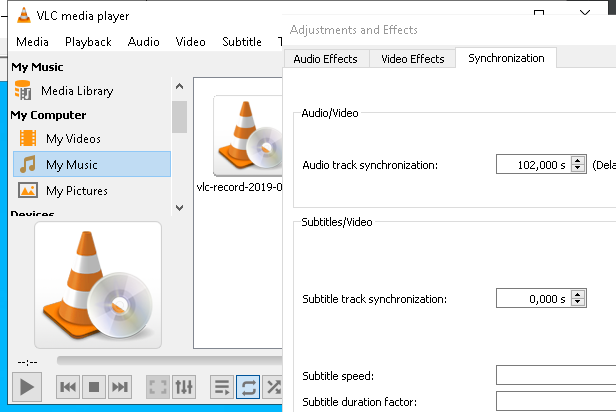 VLC media player
Media Playback Audio Video Subtitle T
My Music
Media Library
My Computer
My Videos
My Music
My Pictures
Devices
vlc-record-2019-0
--:--
Adjustments and Effects
Audio Effects Video Effects Synchronization
Audio/Video
Audio track synchronization: 102,000 s (Dela
Subtitles/Video
Subtitle track synchronization: 0,000 s
Subtitle speed:
Subtitle duration factor: